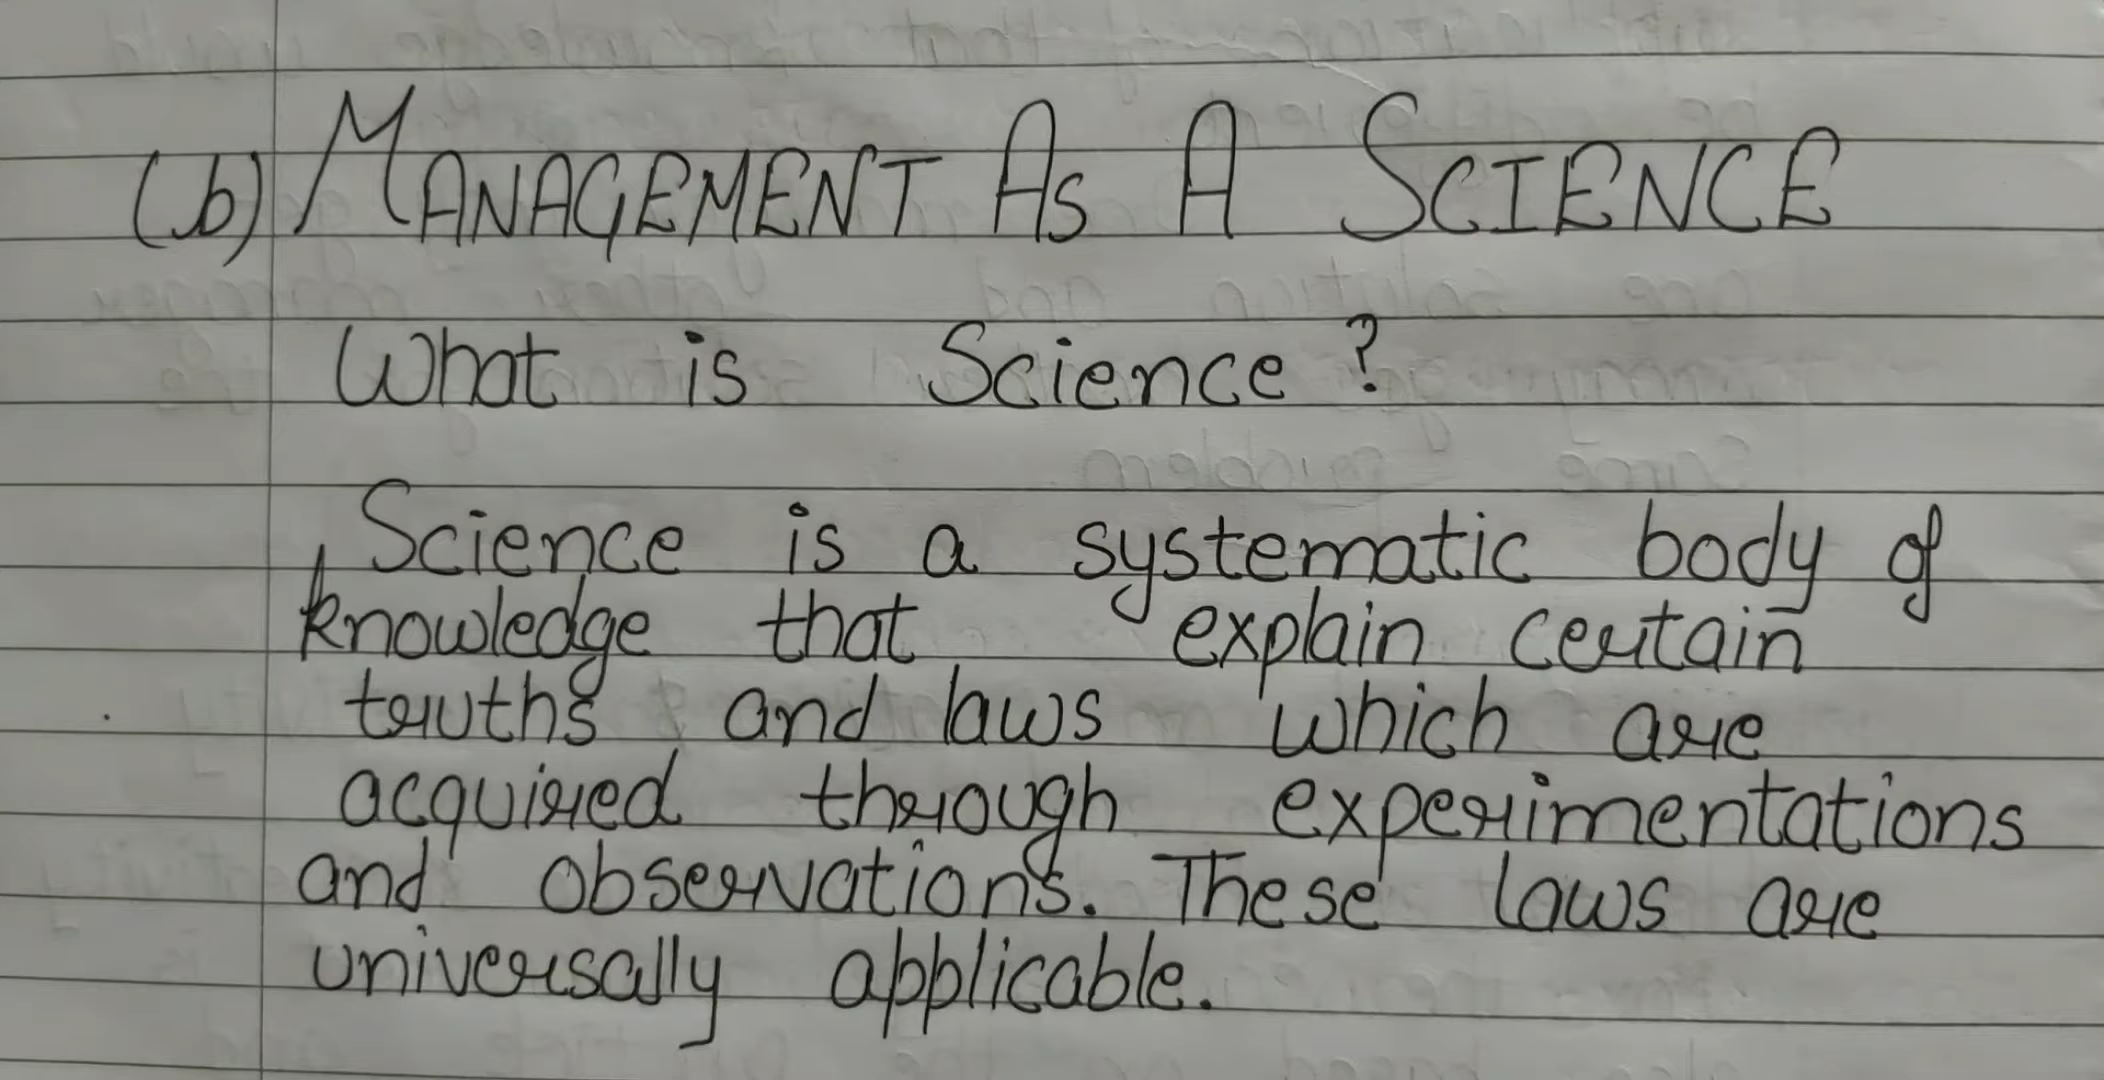 (b) MANAGEMENT AS A SCIENCE
What is Science?
Science is a systematic body of
knowledge that explain certain
truths and laws which are
acquired through experimentations
and observations. These laws are
universally applicable.